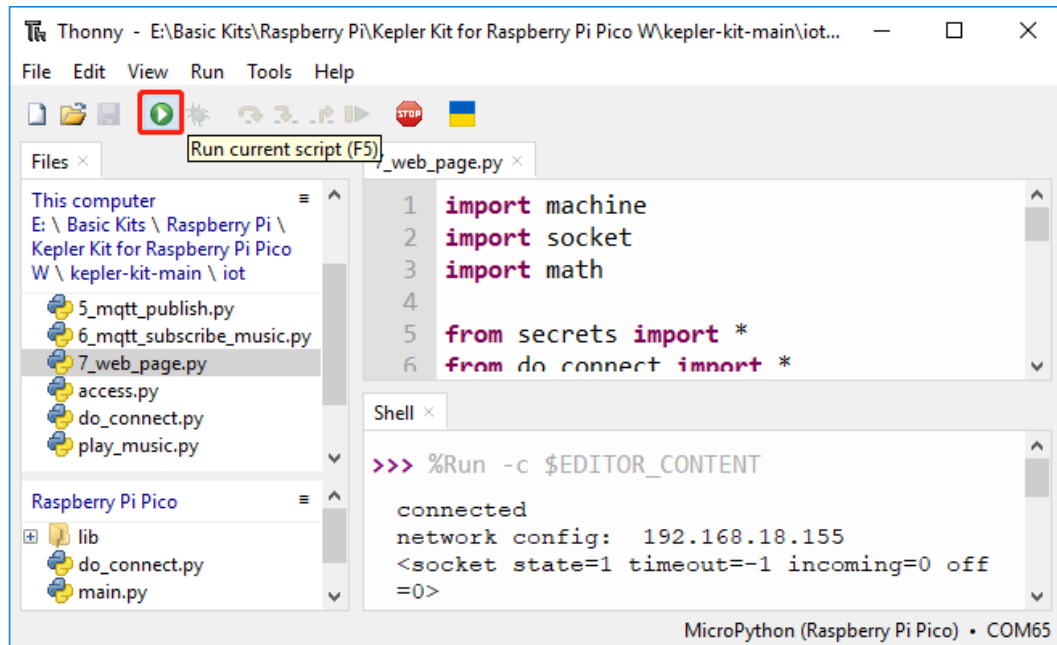 Thonny - E:\Basic Kits\Raspberry Pi\Kepler Kit for Raspberry Pi Pico W\kepler-kit-main\iot...
File Edit View Run Tools Help
STOP
Run current script (F5)
Files
This computer
E: \ Basic Kits \ Raspberry Pi \
Kepler Kit for Raspberry Pi Pico
W \ kepler-kit-main \ iot
5_mqtt_publish.py
6_mqtt_subscribe_music.py
7_web_page.py
access.py
do_connect.py
play_music.py
Raspberry Pi Pico
lib
do_connect.py
main.py
7_web_page.py
1 import machine
2 import socket
3 import math
4
5 from secrets import *
6 from do_connect import *
Shell
>>> %Run -c $EDITOR_CONTENT
connected
network config:  192.168.18.155
<socket state=1 timeout=-1 incoming=0 off
=0>
MicroPython (Raspberry Pi Pico) • COM65